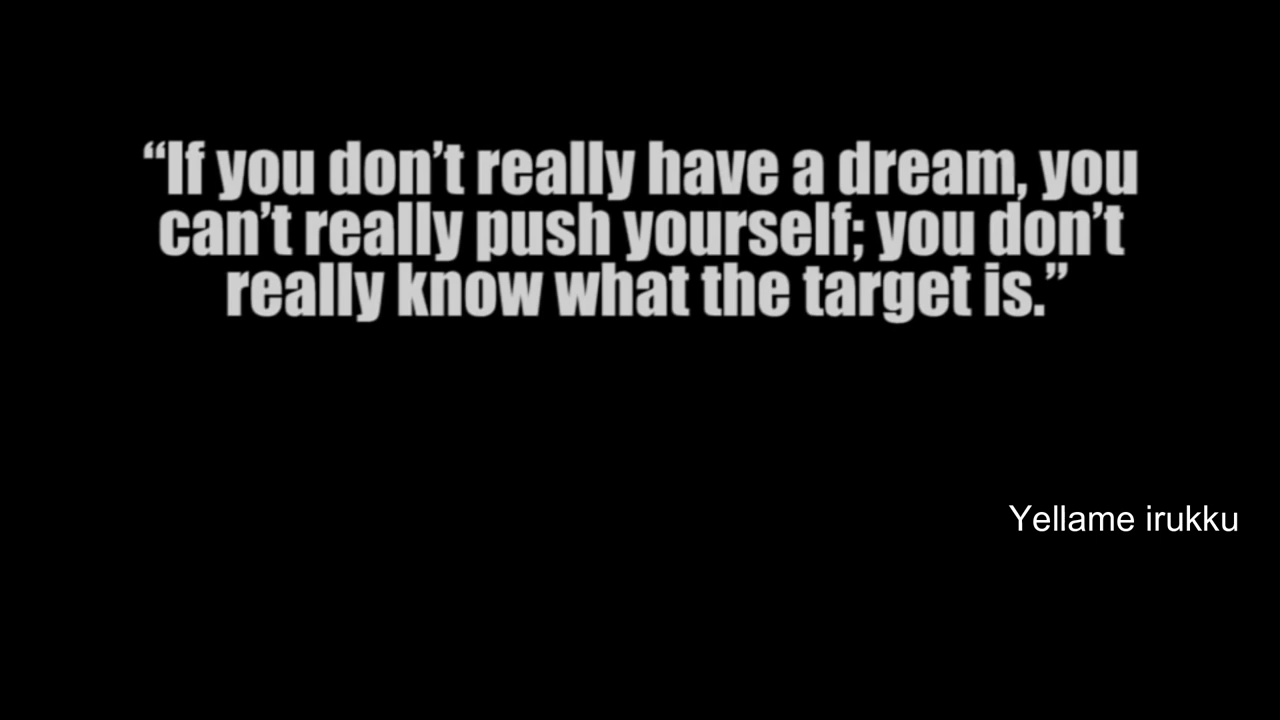 “If you don’t really have a dream, you
can’t really push yourself; you don’t
really know what the target is.”
Yellame irukku